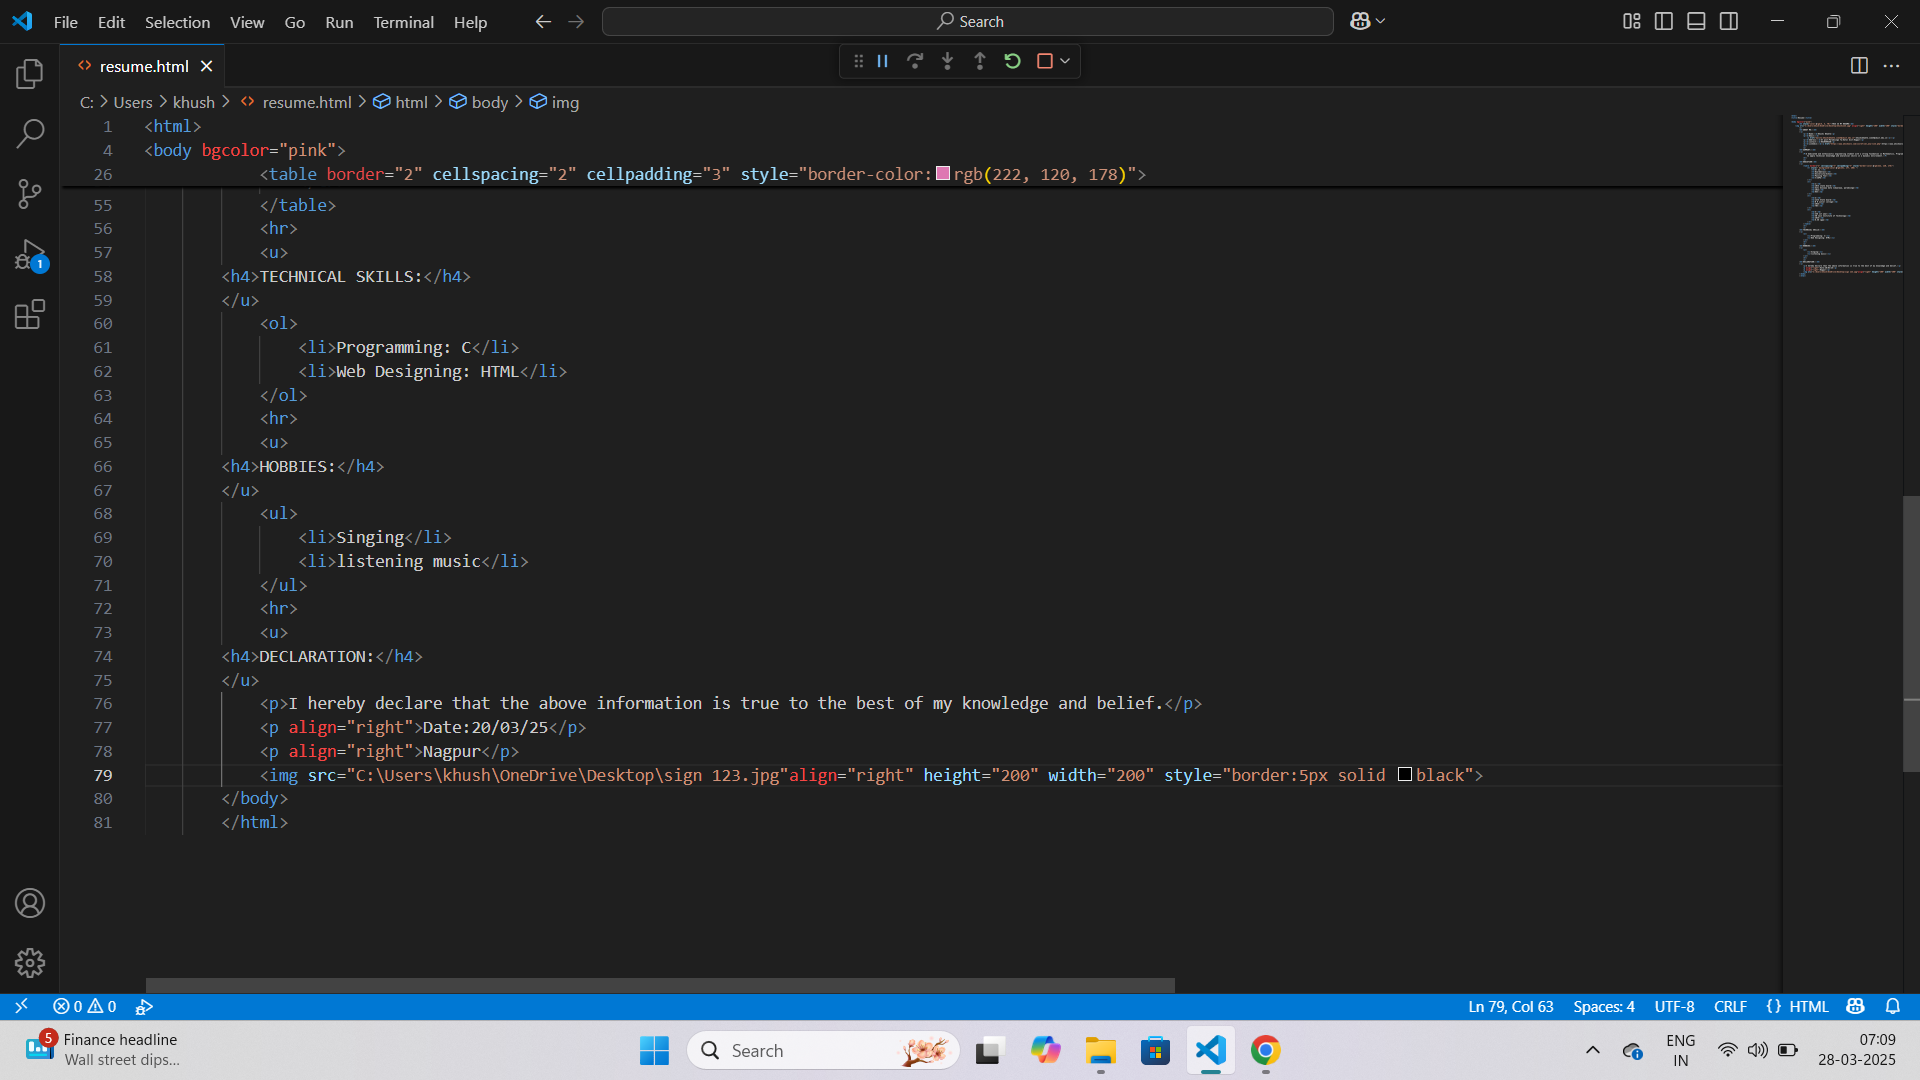 File Edit Selection View Go Run Terminal Help
Search
resume.html
C: > Users > khush > resume.html > html > body > img
1 <html>
4 <body bgcolor="pink">
26 <table border="2" cellspacing="2" cellpadding="3" style="border-color:rgb(222, 120, 178)">
55 </table>
56 <hr>
57 <u>
58 <h4>TECHNICAL SKILLS:</h4>
59 </u>
60 <ol>
61 <li>Programming: C</li>
62 <li>Web Designing: HTML</li>
63 </ol>
64 <hr>
65 <u>
66 <h4>HOBBIES:</h4>
67 </u>
68 <ul>
69 <li>Singing</li>
70 <li>listening music</li>
71 </ul>
72 <hr>
73 <u>
74 <h4>DECLARATION:</h4>
75 </u>
76 <p>I hereby declare that the above information is true to the best of my knowledge and belief.</p>
77 <p align="right">Date:20/03/25</p>
78 <p align="right">Nagpur</p>
79 <img src="C:\Users\khush\OneDrive\Desktop\sign 123.jpg"align="right" height="200" width="200" style="border:5px solid black">
80 </body>
81 </html>
1
0 0
Ln 79, Col 63 Spaces: 4 UTF-8 CRLF {} HTML
5
Finance headline
Wall street dips...
Search
ENG
IN
07:09
28-03-2025